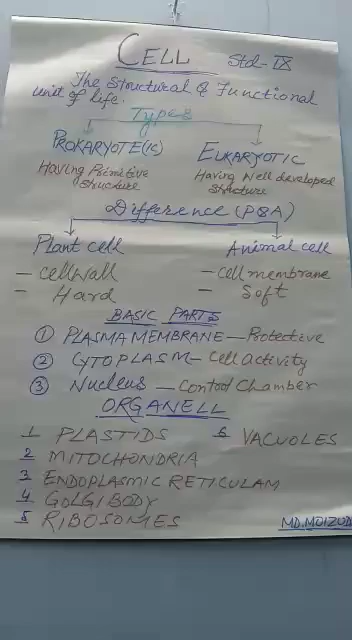 CELL Std-IX
The Structural & Functional
unit of life.
Types
PROKARYOTE(IC) EUKARYOTIC
Having Primitive Structure Having Well developed Structure
Difference (P&A)
Plant cell Animal cell
- Cellwall - Cell membrane
- Hard - Soft
BASIC PARTS
① PLASMA MEMBRANE - Protective
② CYTOPLASM - Cell activity
③ Nucleus - Control Chamber
ORGANELL
1 PLASTIDS 6 VACUOLES
2 MITOCHONDRIA
3 ENDOPLASMIC RETICULAM
4 GOLGI BODY
5 RIBOSOMES
MD. MOIZUD